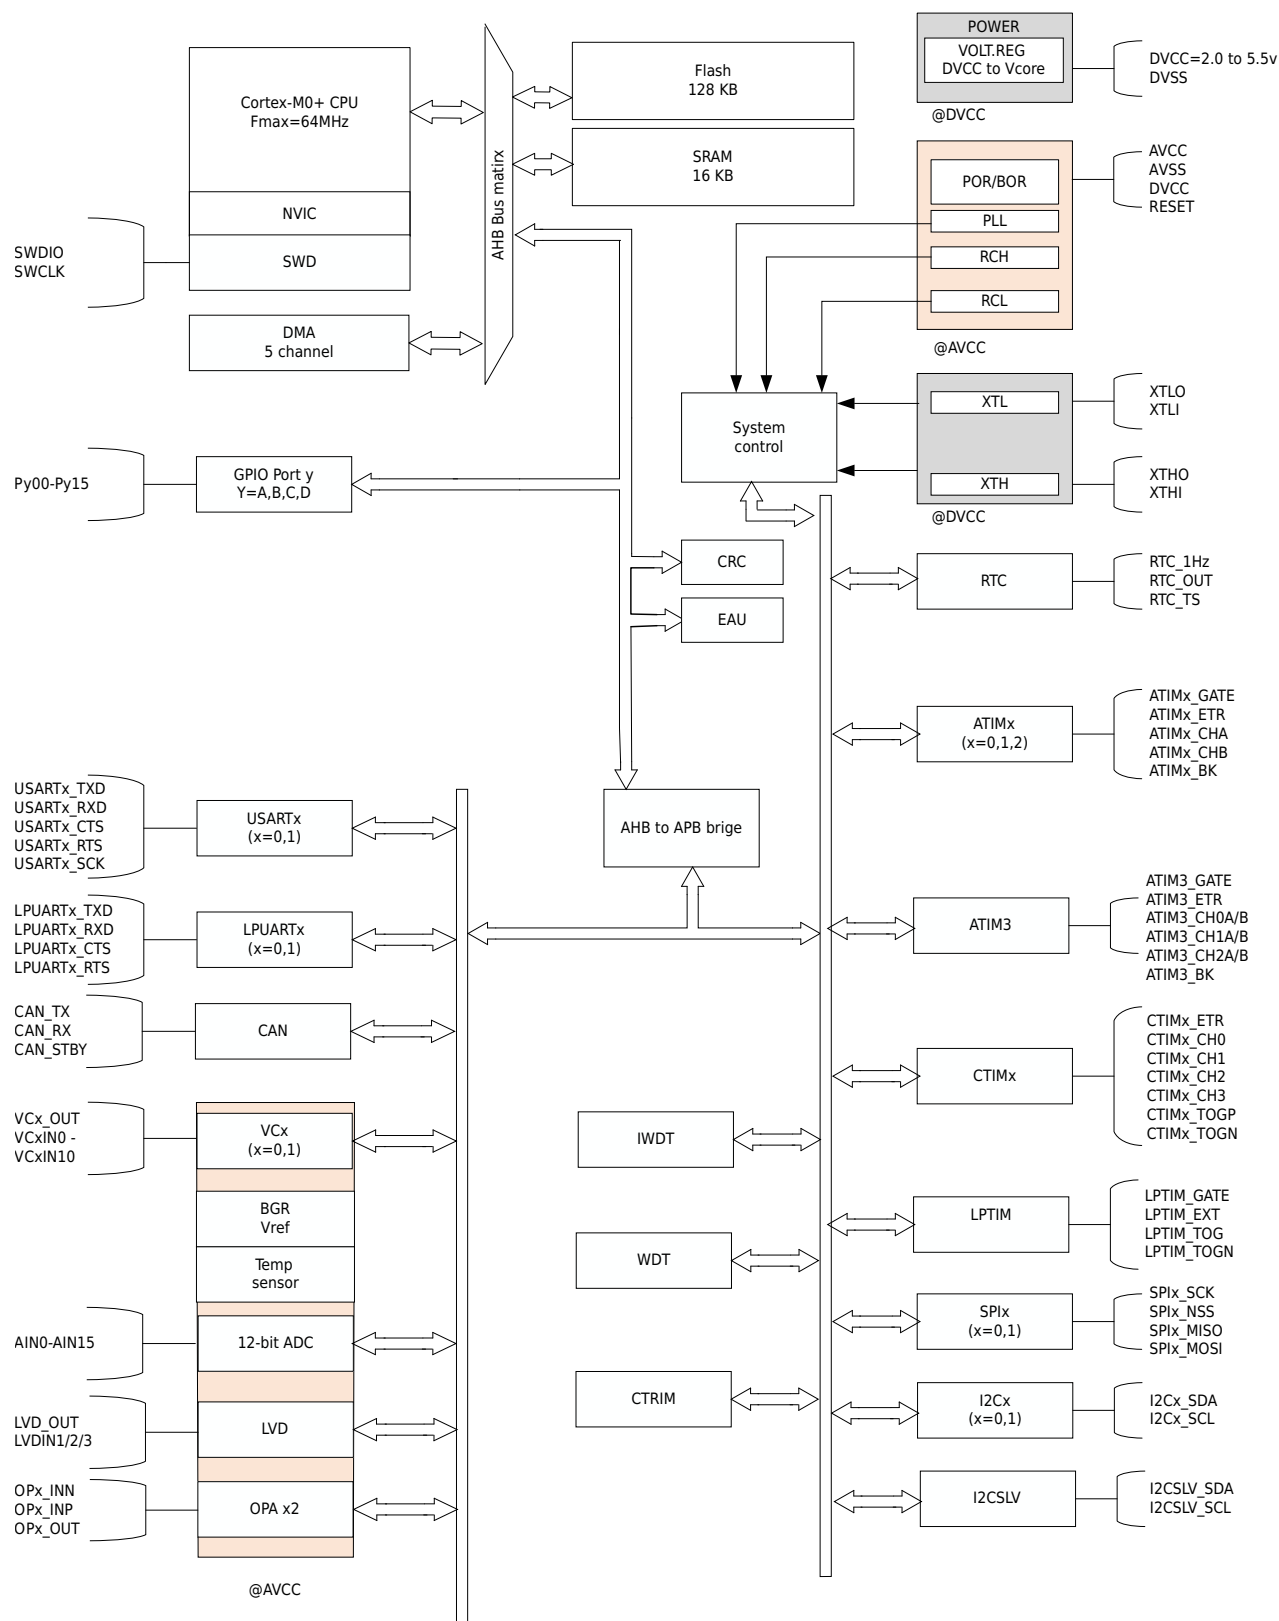 Cortex-M0+ CPU
Fmax=64MHz
NVIC
SWD
SWDIO
SWCLK
DMA
5 channel
AHB Bus matirx
Flash
128 KB
SRAM
16 KB
POWER
VOLT.REG
DVCC to Vcore
@DVCC
DVCC=2.0 to 5.5v
DVSS
POR/BOR
PLL
RCH
RCL
@AVCC
AVCC
AVSS
DVCC
RESET
System
control
XTL
XTH
@DVCC
XTLO
XTLI
XTHO
XTHI
Py00-Py15
GPIO Port y
Y=A,B,C,D
CRC
EAU
RTC
RTC_1Hz
RTC_OUT
RTC_TS
ATIMx
(x=0,1,2)
ATIMx_GATE
ATIMx_ETR
ATIMx_CHA
ATIMx_CHB
ATIMx_BK
AHB to APB brige
USARTx_TXD
USARTx_RXD
USARTx_CTS
USARTx_RTS
USARTx_SCK
USARTx
(x=0,1)
LPUARTx_TXD
LPUARTx_RXD
LPUARTx_CTS
LPUARTx_RTS
LPUARTx
(x=0,1)
ATIM3
ATIM3_GATE
ATIM3_ETR
ATIM3_CH0A/B
ATIM3_CH1A/B
ATIM3_CH2A/B
ATIM3_BK
CAN_TX
CAN_RX
CAN_STBY
CAN
CTIMx
CTIMx_ETR
CTIMx_CH0
CTIMx_CH1
CTIMx_CH2
CTIMx_CH3
CTIMx_TOGP
CTIMx_TOGN
VCx_OUT
VCxIN0 -
VCxIN10
VCx
(x=0,1)
BGR
Vref
Temp
sensor
IWDT
WDT
LPTIM
LPTIM_GATE
LPTIM_EXT
LPTIM_TOG
LPTIM_TOGN
AIN0-AIN15
12-bit ADC
SPIx
(x=0,1)
SPIx_SCK
SPIx_NSS
SPIx_MISO
SPIx_MOSI
CTRIM
I2Cx
(x=0,1)
I2Cx_SDA
I2Cx_SCL
LVD_OUT
LVDIN1/2/3
LVD
OPx_INN
OPx_INP
OPx_OUT
OPA x2
I2CSLV
I2CSLV_SDA
I2CSLV_SCL
@AVCC